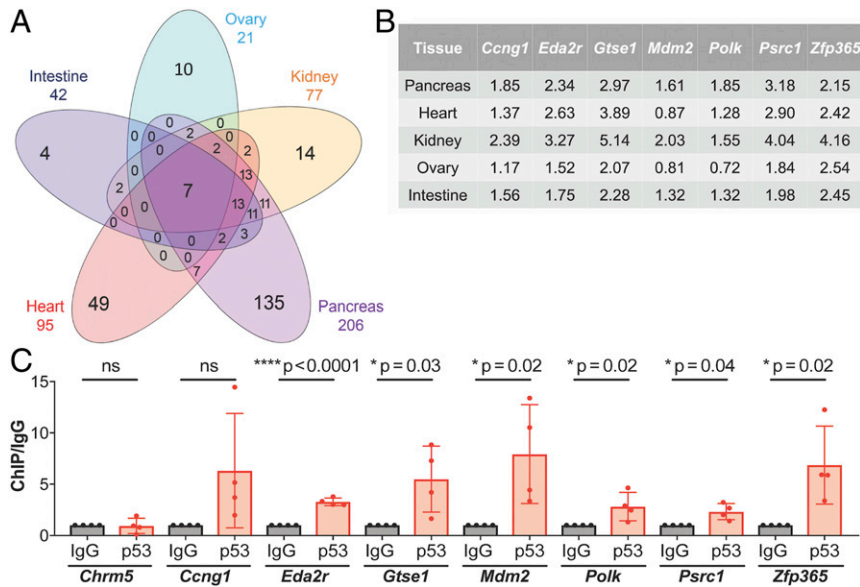 A
Ovary
21
Intestine
42
Kidney
77
10
4
14
0
0
2
0
0
0
0
2
2
0
13
2
7
0
0
13
11
11
0
0
0
2
3
0
0
7
49
135
Heart
95
Pancreas
206
B
Tissue Ccng1 Eda2r Gtse1 Mdm2 Polk Psrc1 Zfp365
Pancreas 1.85 2.34 2.97 1.61 1.85 3.18 2.15
Heart 1.37 2.63 3.89 0.87 1.28 2.90 2.42
Kidney 2.39 3.27 5.14 2.03 1.55 4.04 4.16
Ovary 1.17 1.52 2.07 0.81 0.72 1.84 2.54
Intestine 1.56 1.75 2.28 1.32 1.32 1.98 2.45
C
ns ns ****p<0.0001 *p=0.03 *p=0.02 *p=0.02 *p=0.04 *p=0.02
ChIP/IgG
15
10
5
0
IgG p53 IgG p53 IgG p53 IgG p53 IgG p53 IgG p53 IgG p53 IgG p53
Chrm5 Ccng1 Eda2r Gtse1 Mdm2 Polk Psrc1 Zfp365